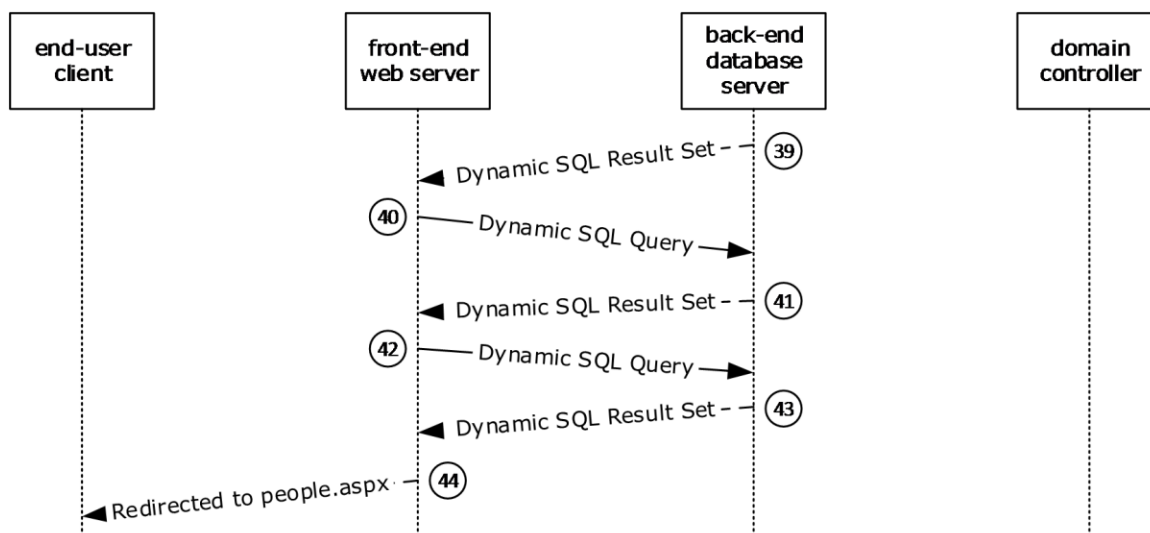 end-user
client
front-end
web server
back-end
database
server
domain
controller
Dynamic SQL Result Set
39
40
Dynamic SQL Query
Dynamic SQL Result Set
41
42
Dynamic SQL Query
Dynamic SQL Result Set
43
Redirected to people.aspx
44